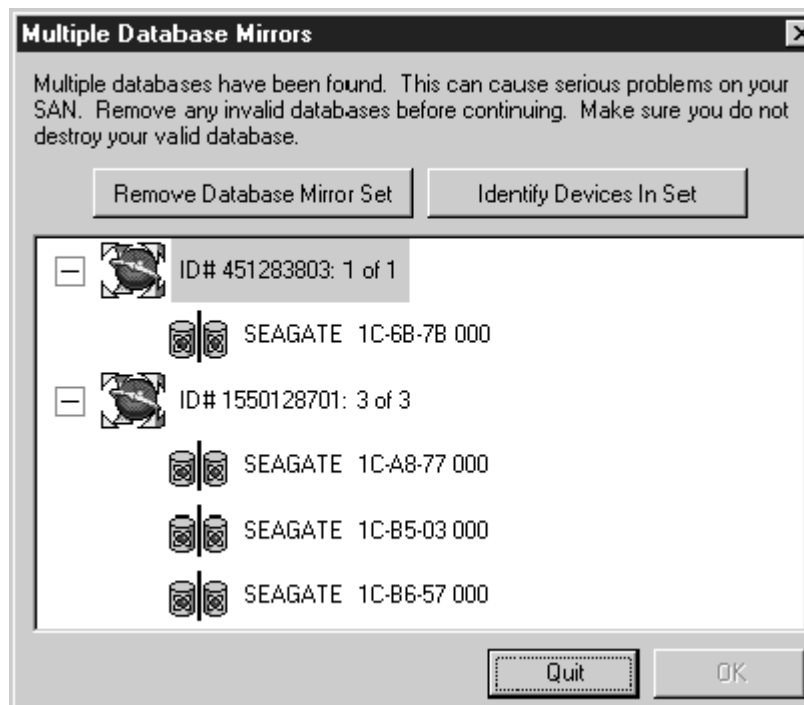 Multiple Database Mirrors
Multiple databases have been found. This can cause serious problems on your
SAN. Remove any invalid databases before continuing. Make sure you do not
destroy your valid database.
Remove Database Mirror Set Identify Devices In Set
ID# 451283803: 1 of 1
SEAGATE 1C-6B-7B 000
ID# 1550128701: 3 of 3
SEAGATE 1C-A8-77 000
SEAGATE 1C-B5-03 000
SEAGATE 1C-B6-57 000
Quit OK